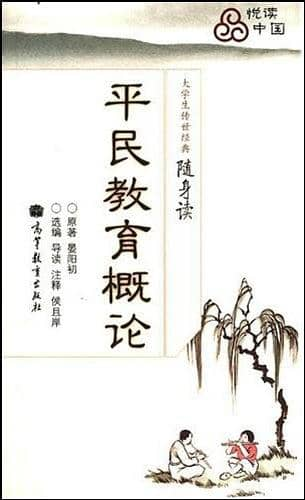 悦读
中国
大学生传世经典
随身读
平民教育概论
○原著 晏阳初
○选编 导读 注释 侯且岸
高等教育出版社